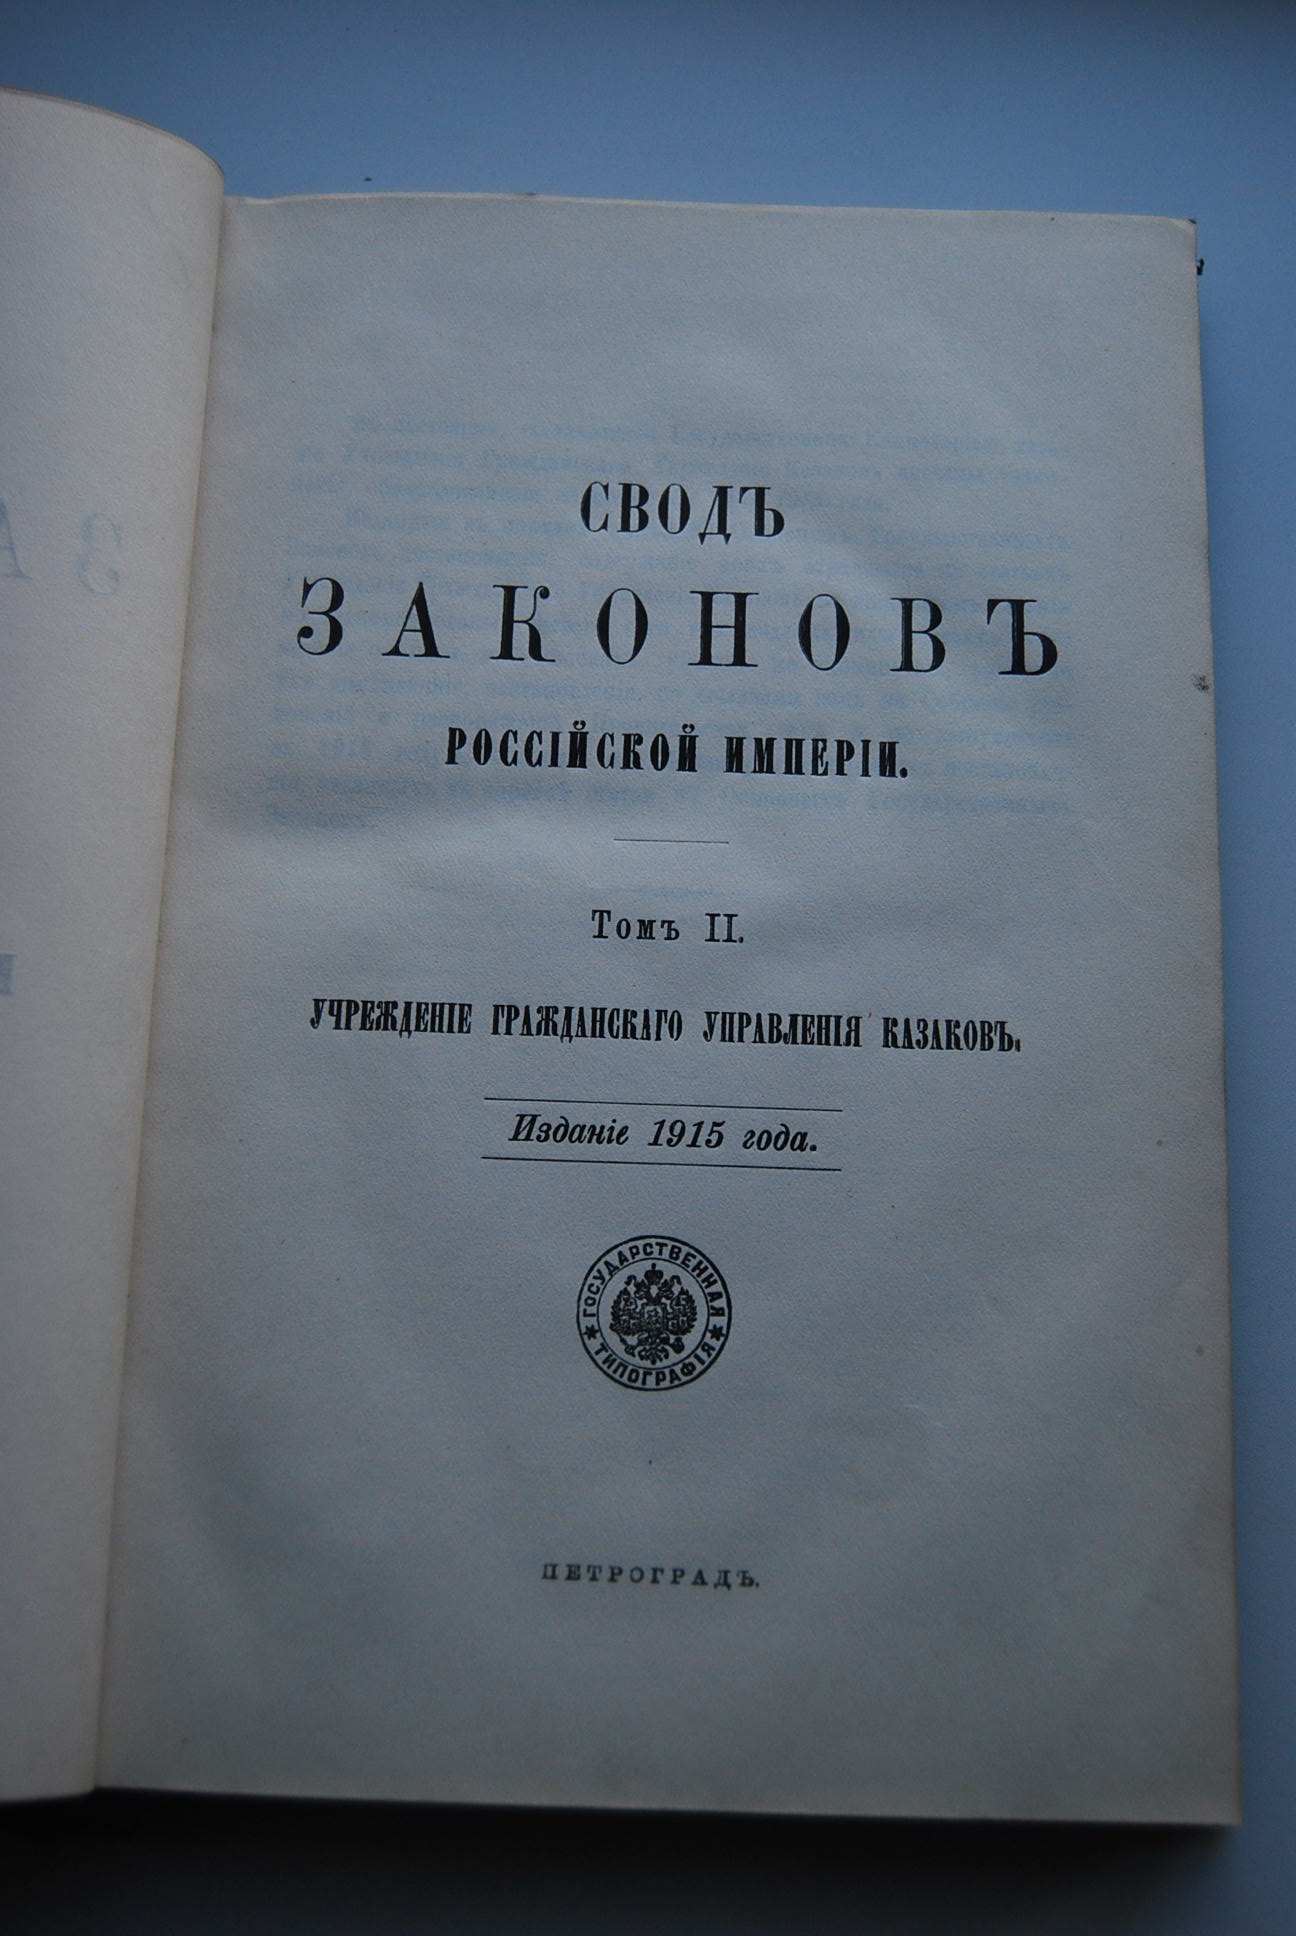 СВОДЪ
ЗАКОНОВЪ
РОССІЙСКОЙ ИМПЕРІИ.
Томъ II.
УЧРЕЖДЕНІЕ ГРАЖДАНСКАГО УПРАВЛЕНІЯ КАЗАКОВЪ.
Изданіе 1915 года.
ГОСУДАРСТВЕННАЯ
ТИПОГРАФІЯ
ПЕТРОГРАДЪ.